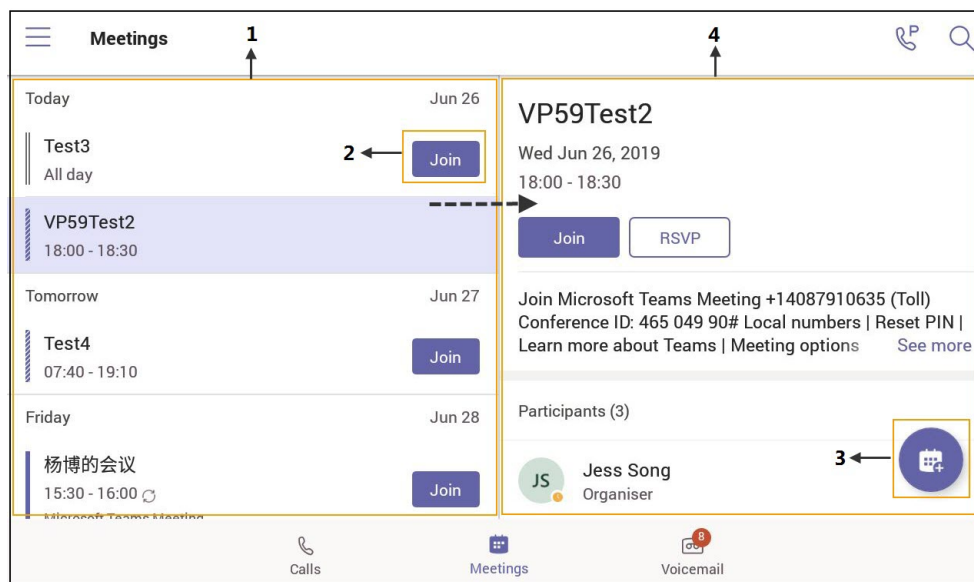 Meetings
1
4
P
Today Jun 26
Test3
All day
2
Join
VP59Test2
18:00 - 18:30
Tomorrow Jun 27
Test4
07:40 - 19:10
Join
Friday Jun 28
杨博的会议
15:30 - 16:00
Join
Microsoft Teams Meeting
VP59Test2
Wed Jun 26, 2019
18:00 - 18:30
Join RSVP
Join Microsoft Teams Meeting +14087910635 (Toll)
Conference ID: 465 049 90# Local numbers | Reset PIN |
Learn more about Teams | Meeting options See more
Participants (3)
3
JS
Jess Song
Organiser
Calls
Meetings
8
Voicemail